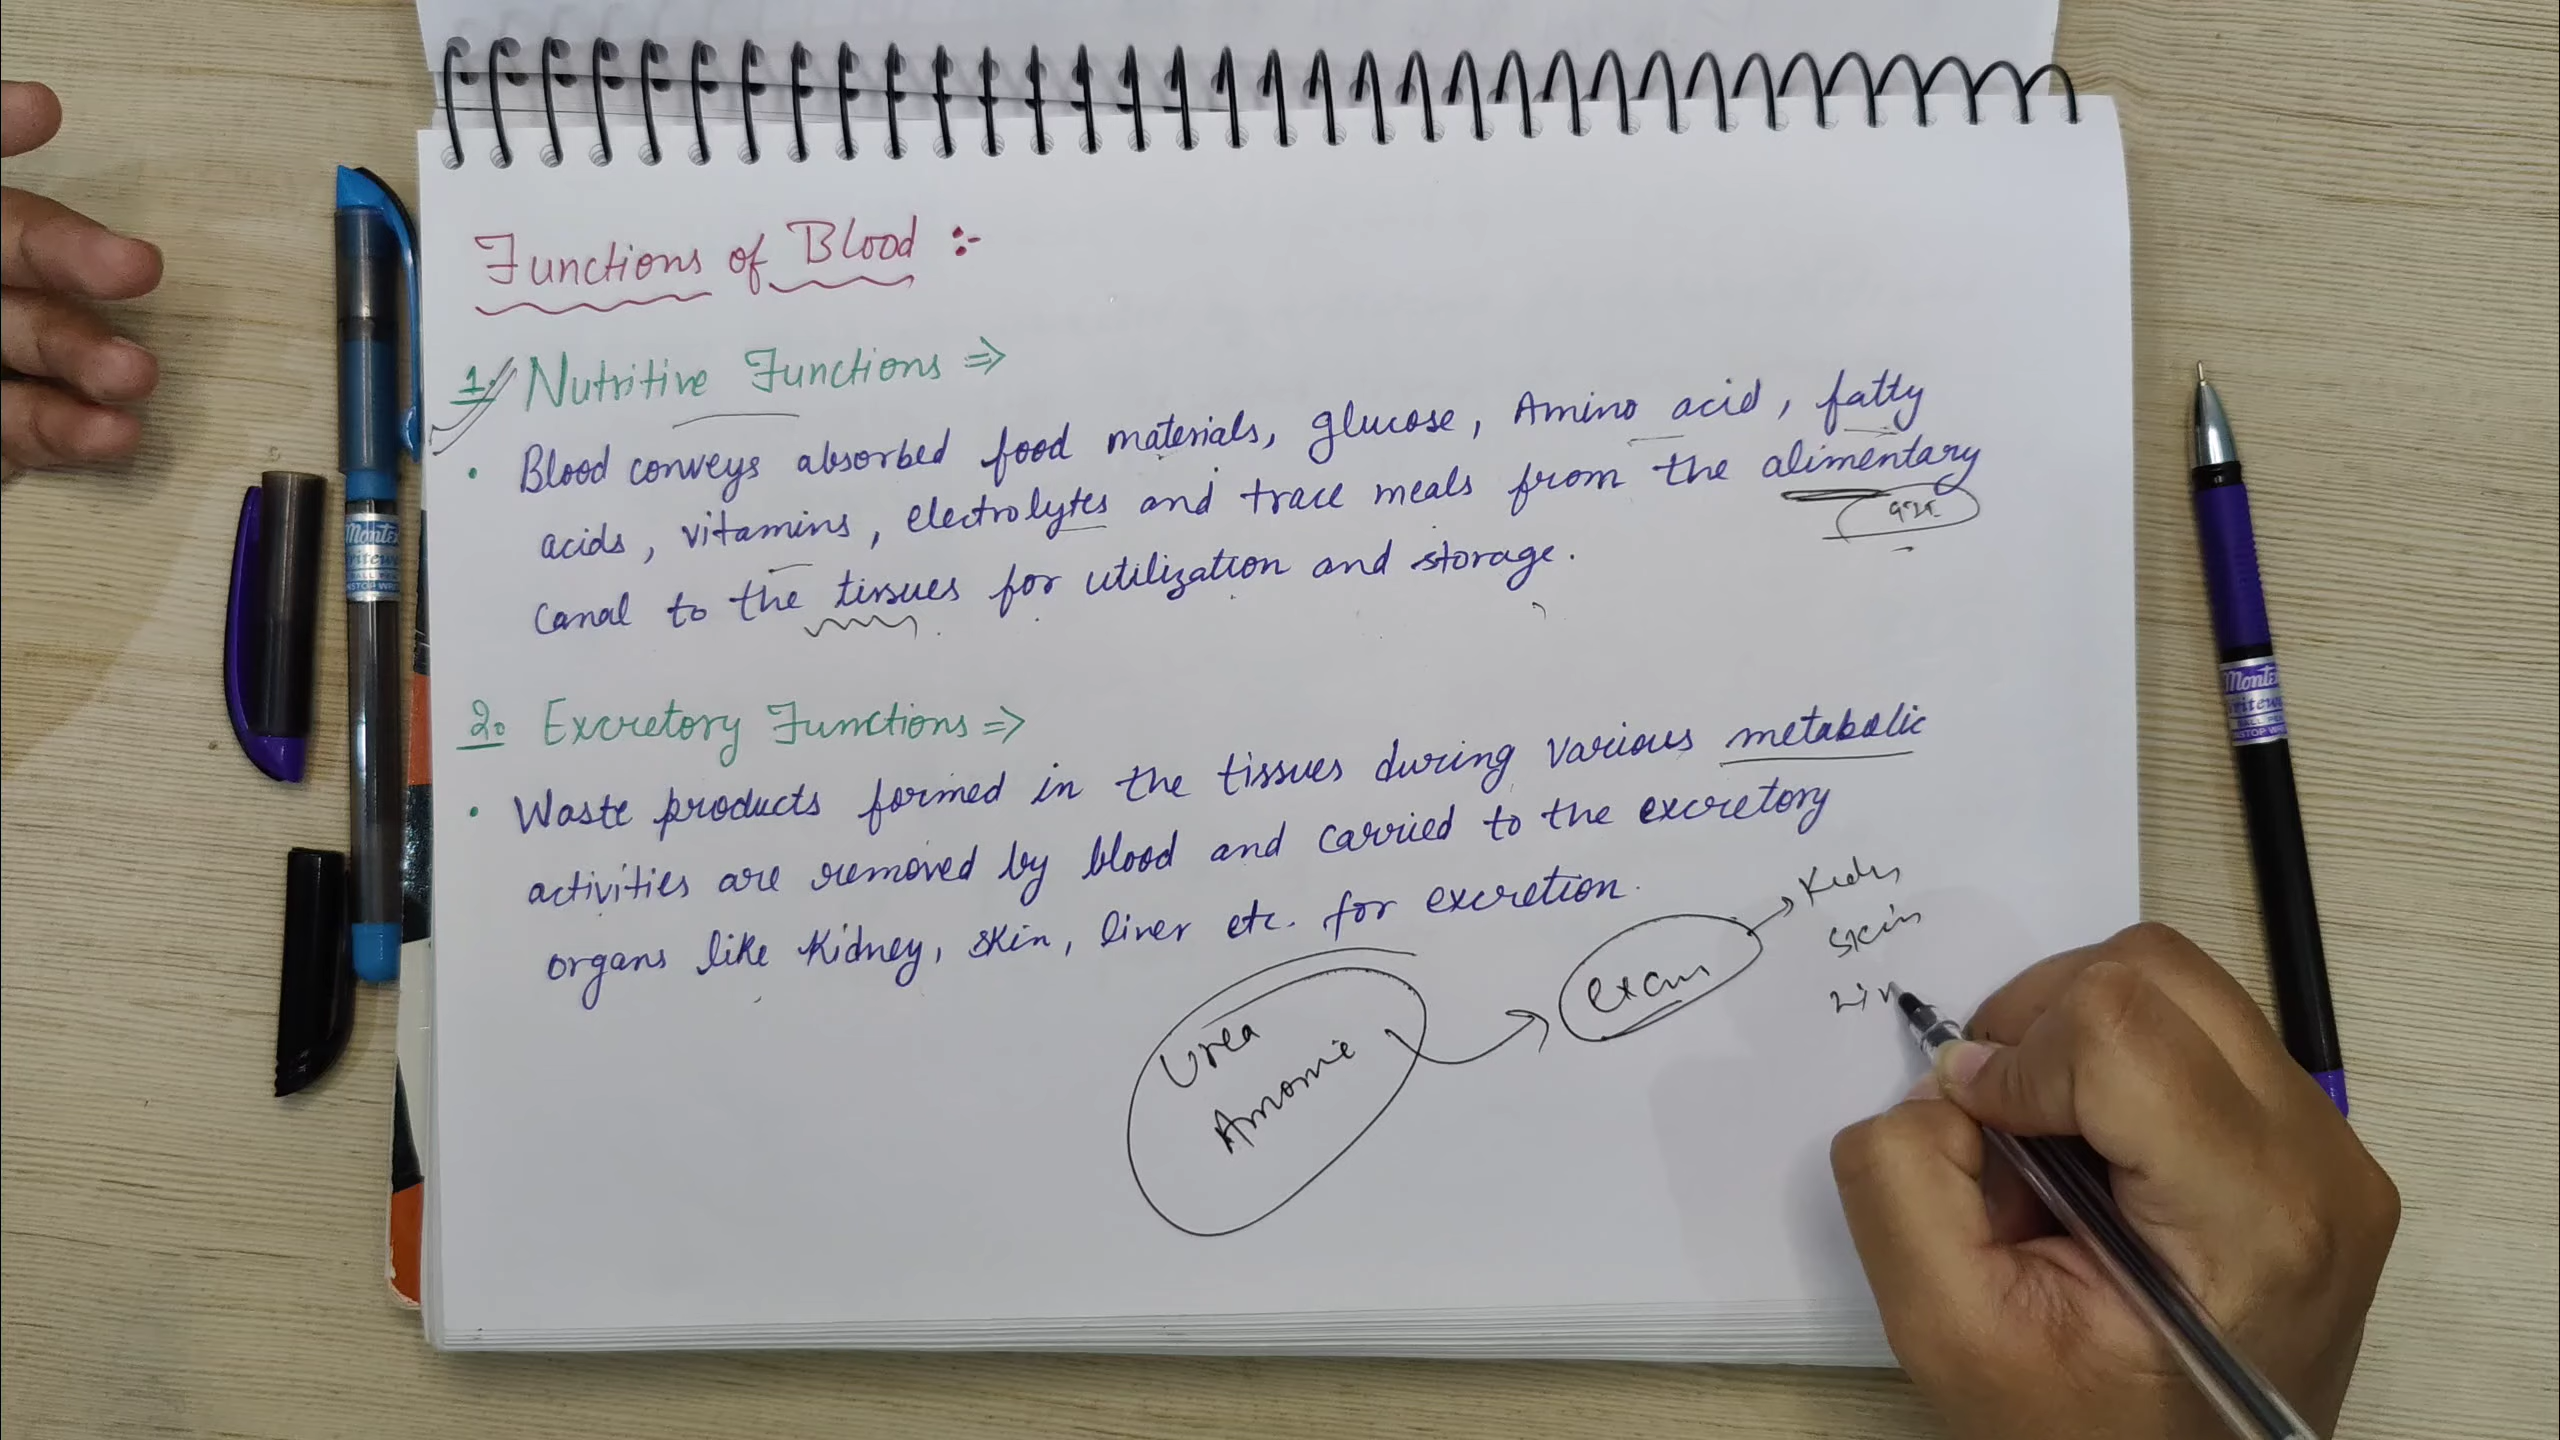 Functions of Blood :-
1. Nutritive Functions ⇒
• Blood conveys absorbed food materials, glucose, Amino acid, fatty
acids, vitamins, electrolytes and trace meals from the alimentary
canal to the tissues for utilization and storage.
2. Excretory Functions ⇒
• Waste products formed in the tissues during various metabolic
activities are removed by blood and carried to the excretory
organs like Kidney, skin, liver etc. for excretion.
Urea
Skin